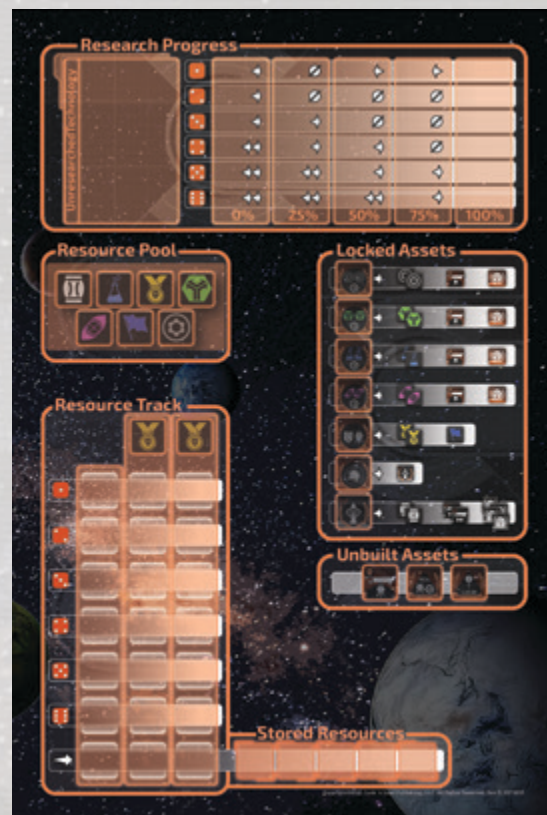 Research Progress
Unresearched Technology
0% 25% 50% 75% 100%
Resource Pool
Locked Assets
Resource Track
Unbuilt Assets
Stored Resources